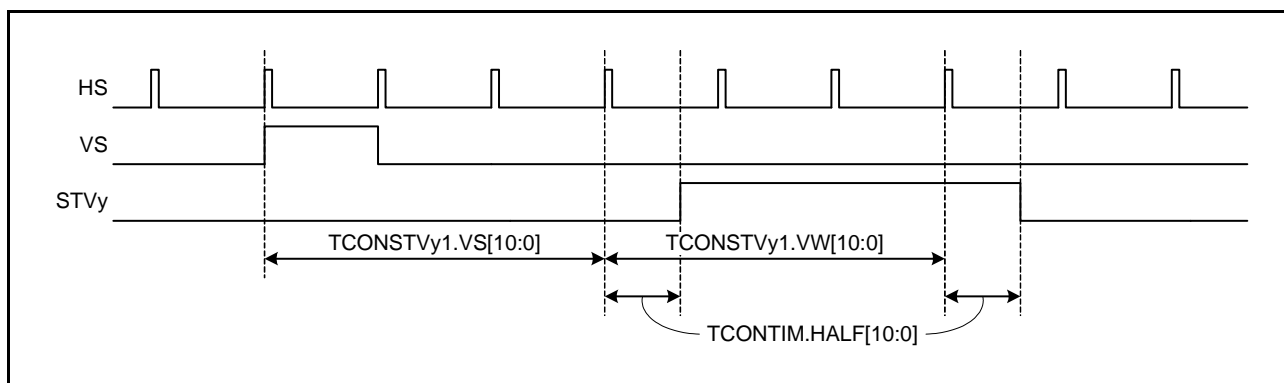 HS
VS
STVy
TCONSTVy1.VS[10:0]
TCONSTVy1.VW[10:0]
TCONTIM.HALF[10:0]